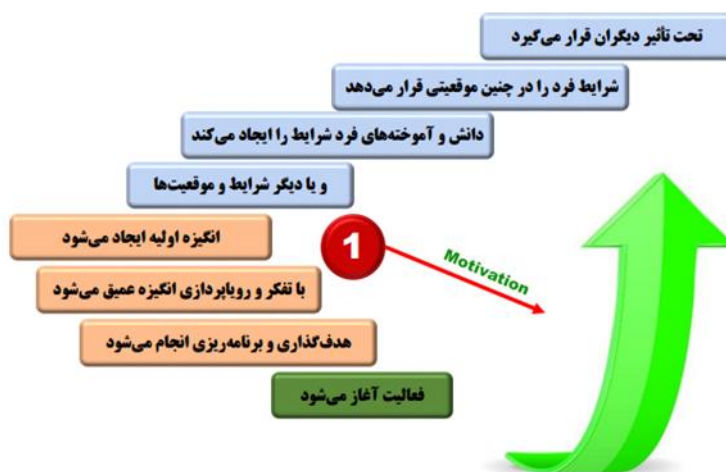 تحت تأثیر دیگران قرار می‌گیرد
شرایط فرد را در چنین موقعیتی قرار می‌دهد
دانش و آموخته‌های فرد شرایط را ایجاد می‌کند
و یا دیگر شرایط و موقعیت‌ها
انگیزه اولیه ایجاد می‌شود
1
Motivation
با تفکر و رویاپردازی انگیزه عمیق می‌شود
هدف‌گذاری و برنامه‌ریزی انجام می‌شود
فعالیت آغاز می‌شود